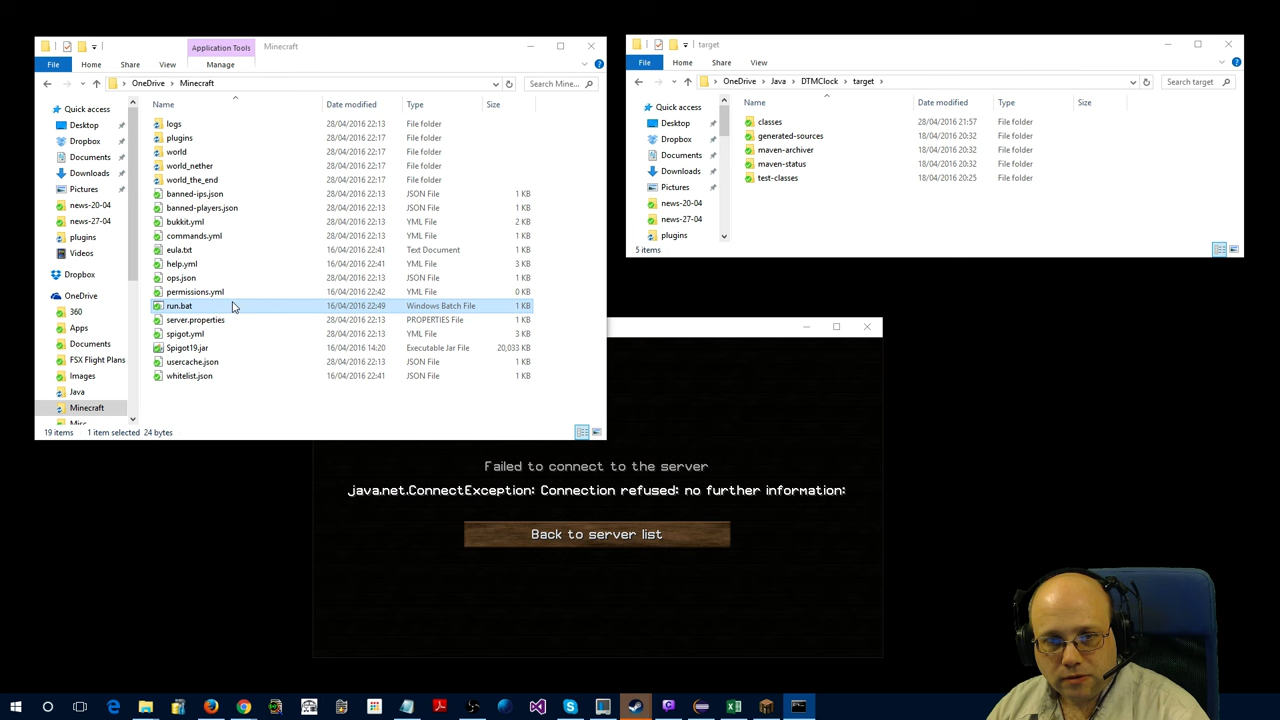 Application Tools Minecraft
File Home Share View Manage
OneDrive Minecraft Search Mine...
Name Date modified Type Size
Quick access
Desktop
Dropbox
Documents
Downloads
Pictures
news-20-04
news-27-04
plugins
Videos
Dropbox
OneDrive
360
Apps
Documents
FSX Flight Plans
Images
Java
Minecraft
Misc
logs 28/04/2016 22:13 File folder
plugins 28/04/2016 22:17 File folder
world 28/04/2016 22:17 File folder
world_nether 28/04/2016 22:17 File folder
world_the_end 28/04/2016 22:17 File folder
banned-ips.json 28/04/2016 22:13 JSON File 1 KB
banned-players.json 28/04/2016 22:13 JSON File 1 KB
bukkit.yml 28/04/2016 22:13 YML File 2 KB
commands.yml 28/04/2016 22:13 YML File 1 KB
eula.txt 16/04/2016 22:41 Text Document 1 KB
help.yml 16/04/2016 22:41 YML File 3 KB
ops.json 28/04/2016 22:13 JSON File 1 KB
permissions.yml 16/04/2016 22:42 YML File 0 KB
run.bat 16/04/2016 22:49 Windows Batch File 1 KB
server.properties 28/04/2016 22:13 PROPERTIES File 1 KB
spigot.yml 28/04/2016 22:13 YML File 3 KB
Spigot19.jar 16/04/2016 14:20 Executable Jar File 20,033 KB
usercache.json 28/04/2016 22:13 JSON File 1 KB
whitelist.json 16/04/2016 22:41 JSON File 1 KB
19 items 1 item selected 24 bytes
target
File Home Share View
OneDrive Java DTMClock target Search target
Name Date modified Type Size
Quick access
Desktop
Dropbox
Documents
Downloads
Pictures
news-20-04
news-27-04
plugins
classes 28/04/2016 21:57 File folder
generated-sources 18/04/2016 20:32 File folder
maven-archiver 18/04/2016 20:32 File folder
maven-status 18/04/2016 20:32 File folder
test-classes 18/04/2016 20:25 File folder
5 items
Failed to connect to the server
java.net.ConnectException: Connection refused: no further information:
Back to server list